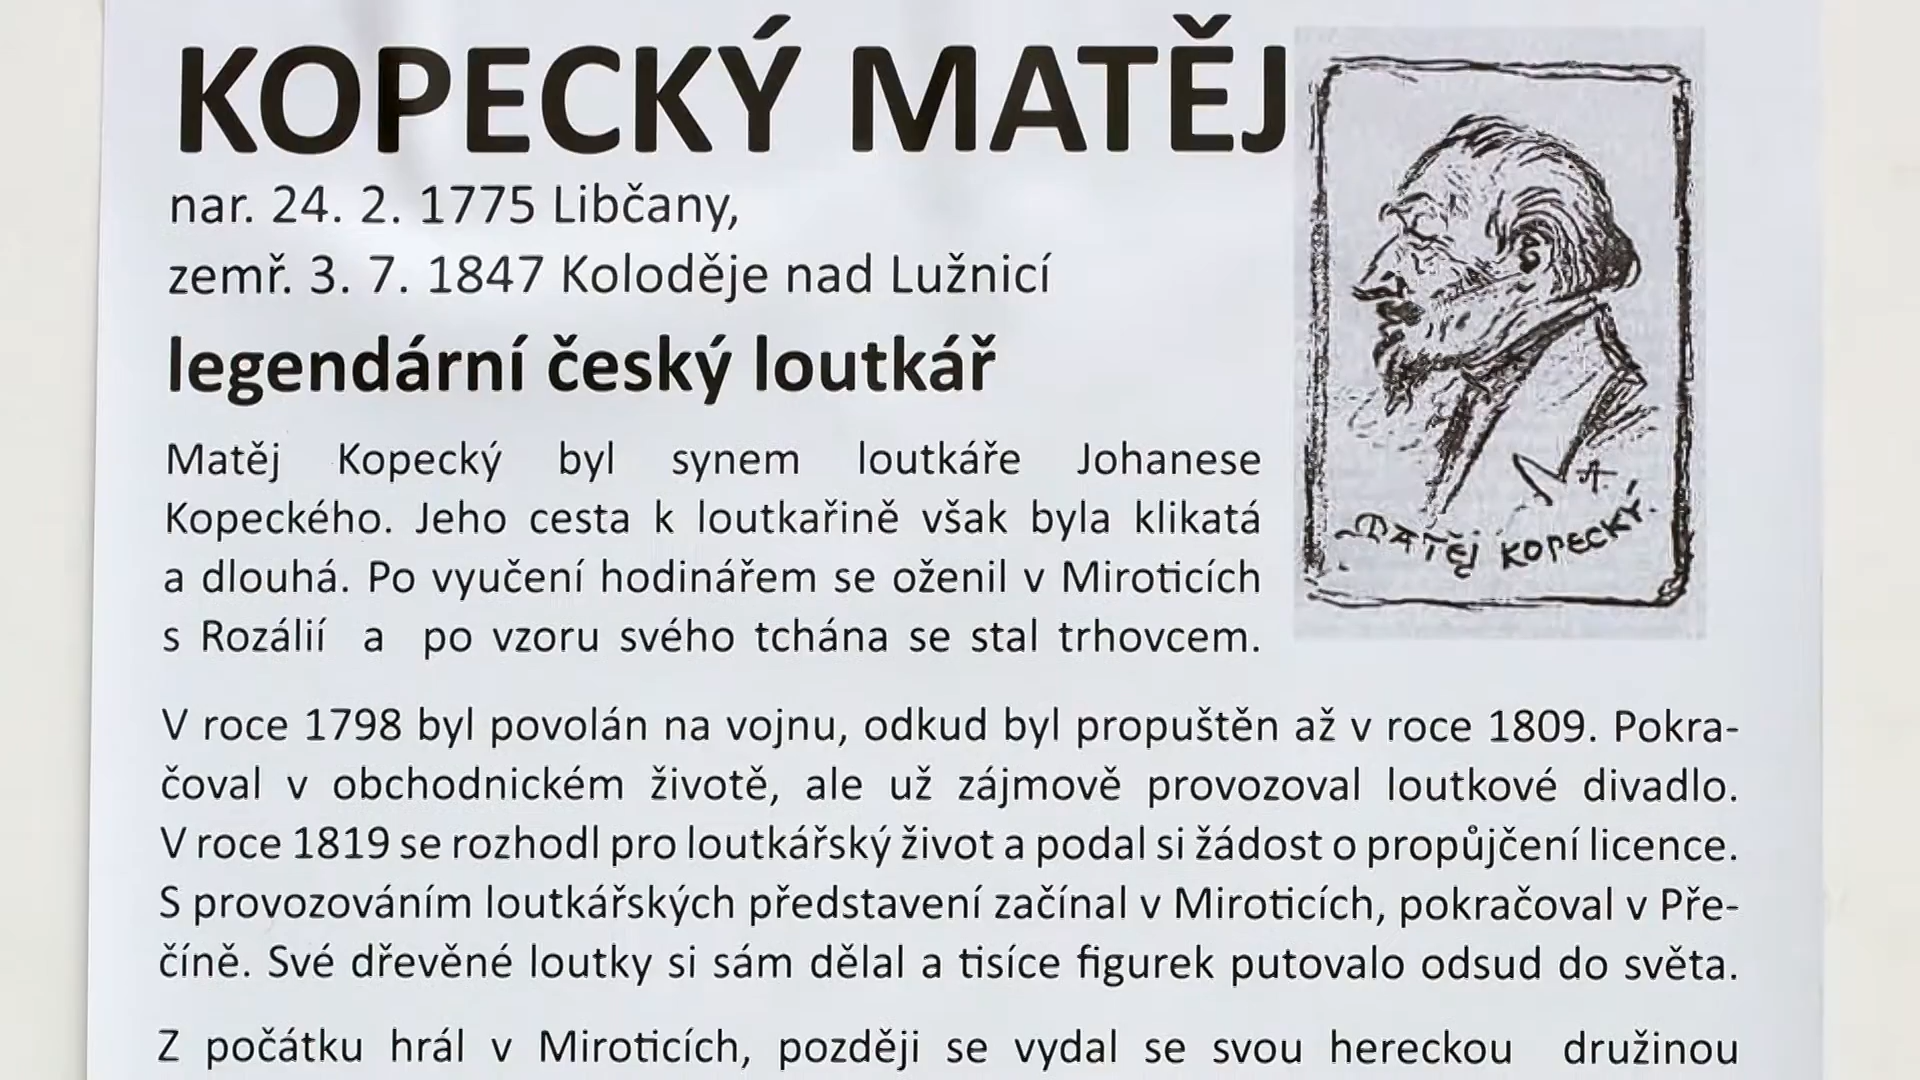 KOPECKÝ MATĚJ
nar. 24. 2. 1775 Libčany,
zemř. 3. 7. 1847 Koloděje nad Lužnicí
legendární český loutkář
Matěj Kopecký byl synem loutkáře Johanese
Kopeckého. Jeho cesta k loutkařině však byla klikatá
a dlouhá. Po vyučení hodinářem se oženil v Miroticích
s Rozálií a po vzoru svého tchána se stal trhovcem.
A.
MATĚJ KOPECKÝ.
V roce 1798 byl povolán na vojnu, odkud byl propuštěn až v roce 1809. Pokra-
čoval v obchodnickém životě, ale už zájmově provozoval loutkové divadlo.
V roce 1819 se rozhodl pro loutkářský život a podal si žádost o propůjčení licence.
S provozováním loutkářských představení začínal v Miroticích, pokračoval v Pře-
číně. Své dřevěné loutky si sám dělal a tisíce figurek putovalo odsud do světa.
Z počátku hrál v Miroticích, později se vydal se svou hereckou družinou